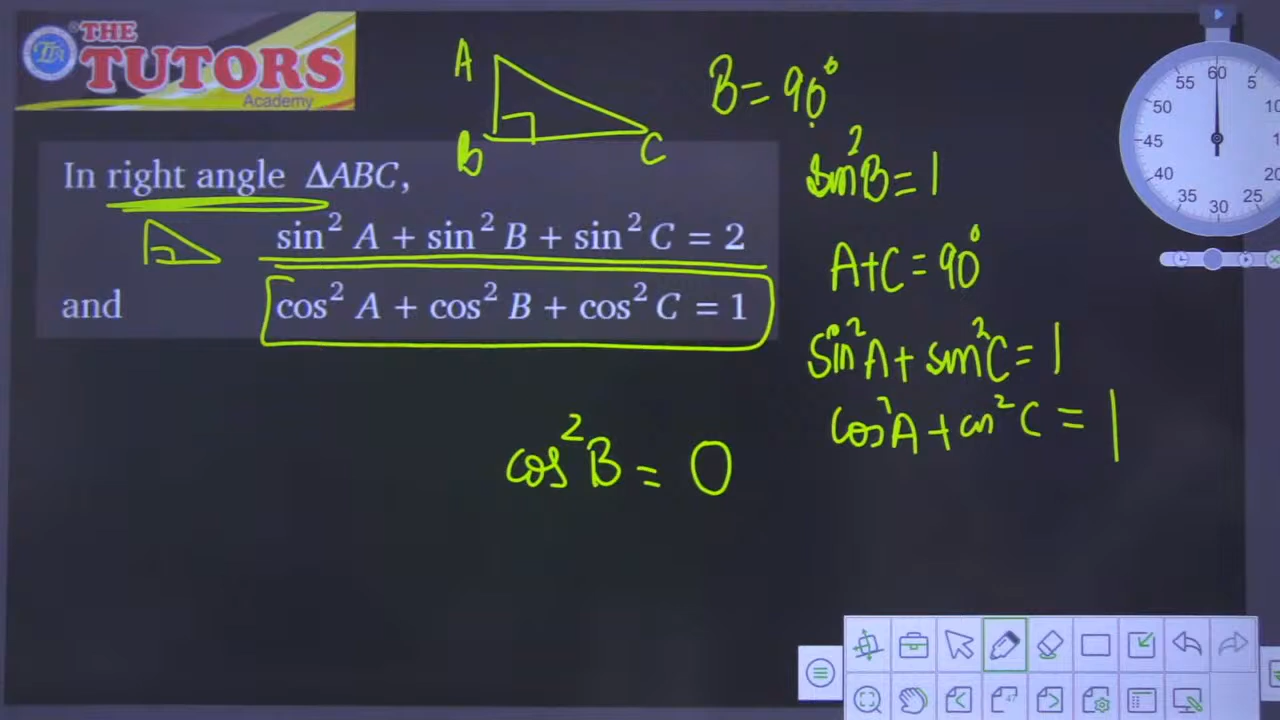 THE
TUTORS
Academy
A
B
C
B = 90°
sin²B = 1
A+C = 90°
sin²A + sin²C = 1
cos²A + cos²C = 1
In right angle ΔABC,
sin² A + sin² B + sin² C = 2
and cos² A + cos² B + cos² C = 1
cos²B = 0
60
55
5
50
10
45
40
20
35
25
30